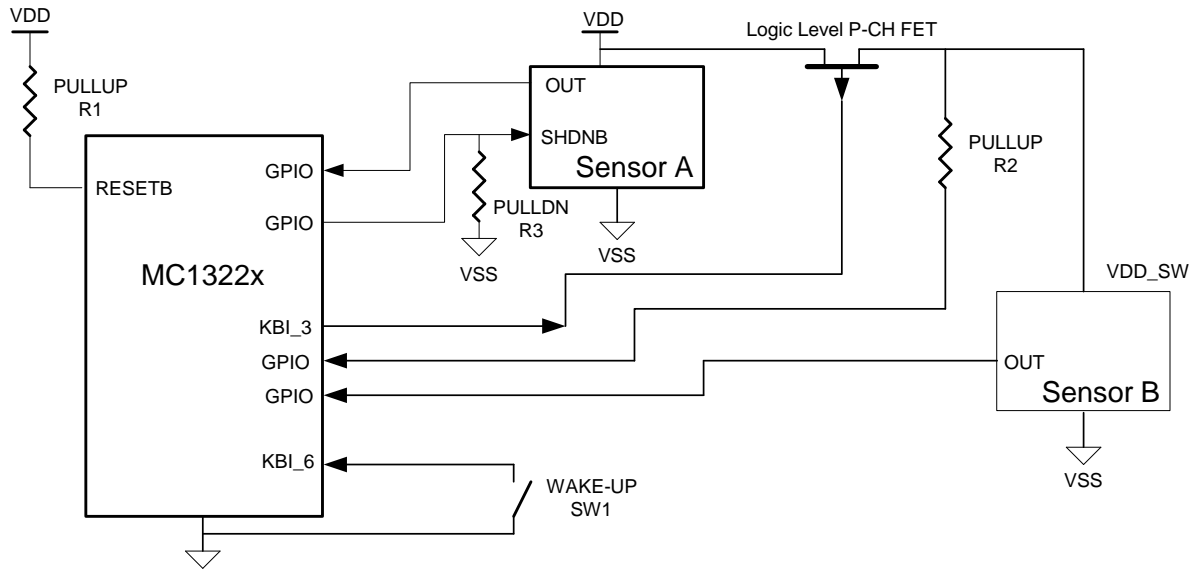 VDD
PULLUP
R1
RESETB
MC1322x
GPIO
GPIO
KBI_3
GPIO
GPIO
KBI_6
VDD
OUT
SHDNB
Sensor A
PULLDN
R3
VSS
VSS
Logic Level P-CH FET
PULLUP
R2
VDD_SW
OUT
Sensor B
VSS
WAKE-UP
SW1